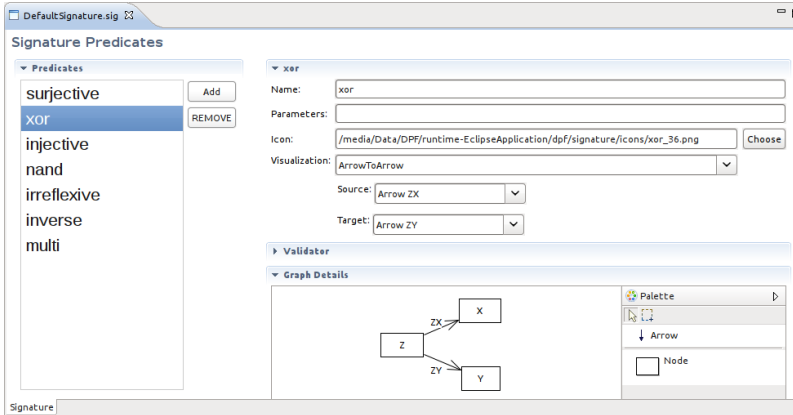 DefaultSignature.sig
Signature Predicates
Predicates
surjective
xor
injective
nand
irreflexive
inverse
multi
Add
REMOVE
xor
Name: xor
Parameters:
Icon: /media/Data/DPF/runtime-EclipseApplication/dpf/signature/icons/xor_36.png Choose
Visualization: ArrowToArrow
Source: Arrow ZX
Target: Arrow ZY
Validator
Graph Details
X
ZX
Z
ZY
Y
Palette
Arrow
Node
Signature